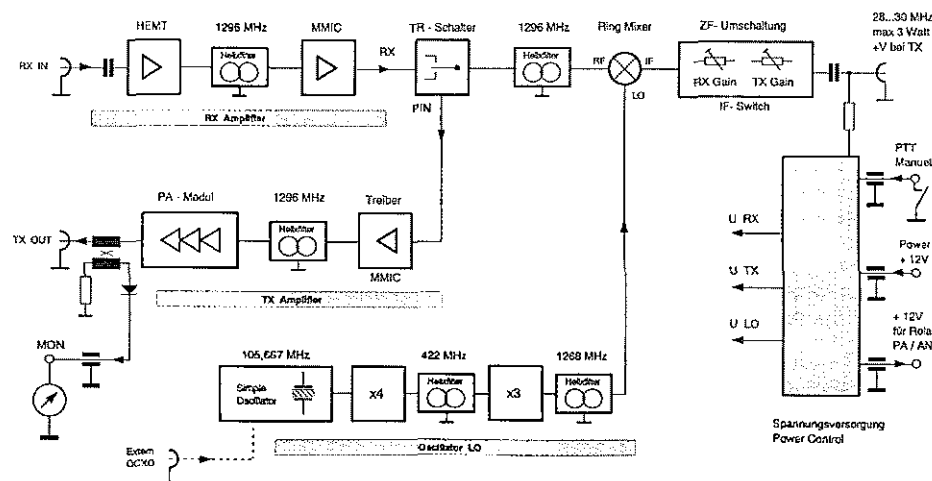 HEMT
1296 MHz
MMIC
TR - Schalter
1296 MHz
Ring Mixer
ZF- Umschaltung
28...30 MHz
max 3 Watt
+V bei TX
RX IN
Helixfilter
RX
Helixfilter
RF
IF
LO
RX Gain
TX Gain
IF- Switch
PIN
RX Amplifier
PTT
Manuel
PA - Modul
1296 MHz
Treiber
TX OUT
Helixfilter
MMIC
U RX
Power
+ 12V
U TX
TX Amplifier
U LO
+ 12V
für Rela
PA / AN
MON.
105,667 MHz
422 MHz
1268 MHz
Simple
Oscillator
x4
Helixfilter
x3
Helixfilter
Spannungsversorgung
Power Control
Extern
OCXO
Oscillator LO